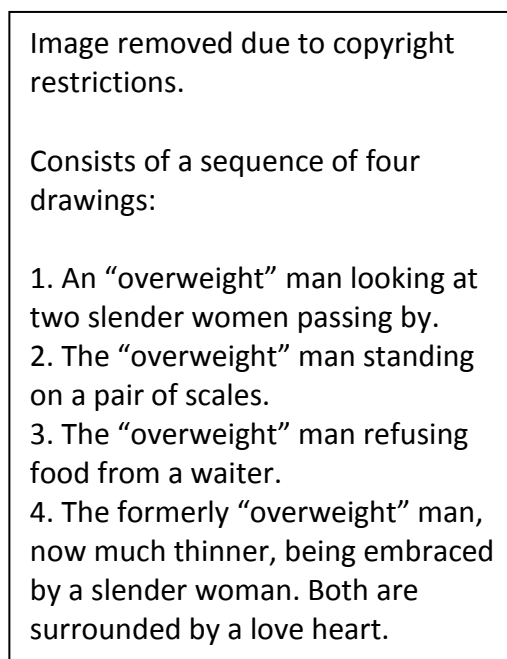 Image removed due to copyright
restrictions.
Consists of a sequence of four
drawings:
1. An “overweight” man looking at
two slender women passing by.
2. The “overweight” man standing
on a pair of scales.
3. The “overweight” man refusing
food from a waiter.
4. The formerly “overweight” man,
now much thinner, being embraced
by a slender woman. Both are
surrounded by a love heart.